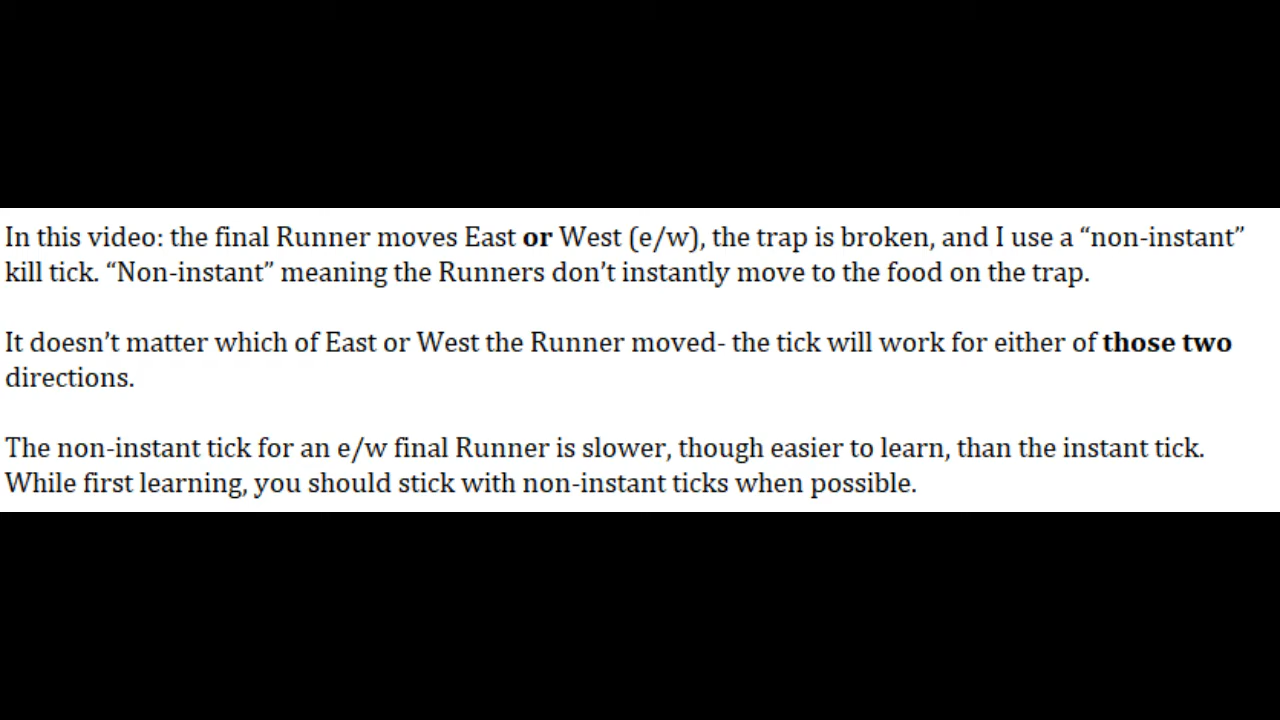 In this video: the final Runner moves East or West (e/w), the trap is broken, and I use a “non-instant”
kill tick. “Non-instant” meaning the Runners don’t instantly move to the food on the trap.
It doesn’t matter which of East or West the Runner moved- the tick will work for either of those two
directions.
The non-instant tick for an e/w final Runner is slower, though easier to learn, than the instant tick.
While first learning, you should stick with non-instant ticks when possible.